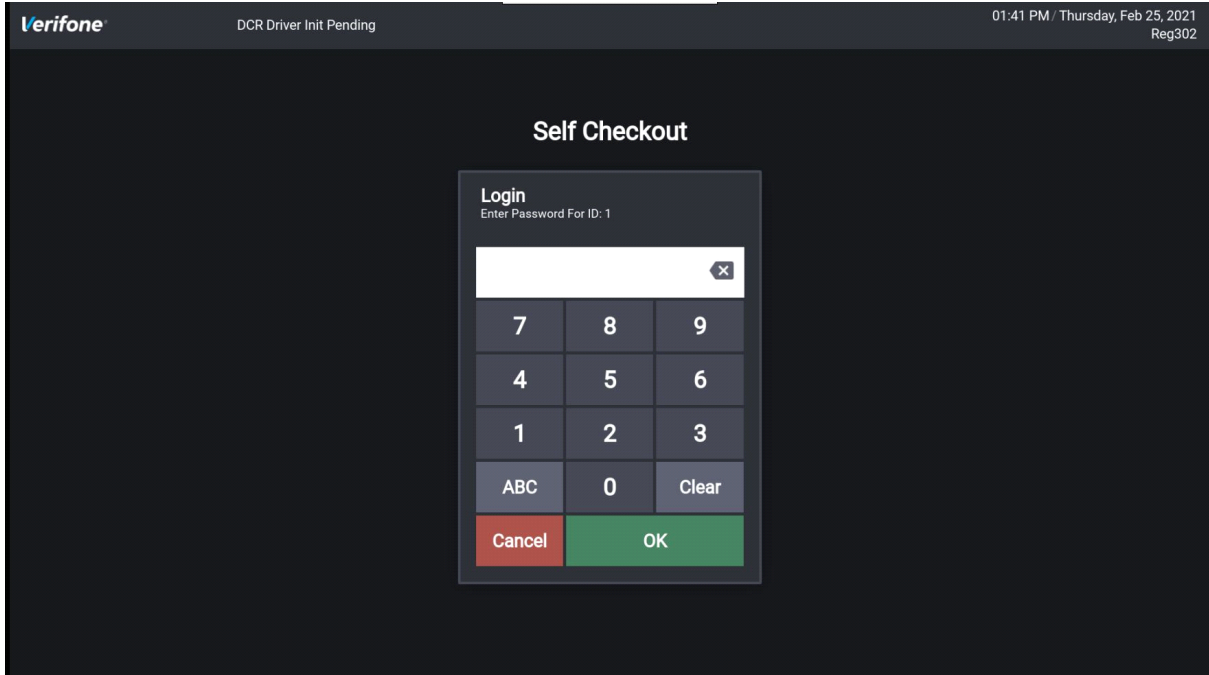 Verifone
DCR Driver Init Pending
01:41 PM / Thursday, Feb 25, 2021
Reg302
Self Checkout
Login
Enter Password For ID: 1
7 8 9
4 5 6
1 2 3
ABC 0 Clear
Cancel OK